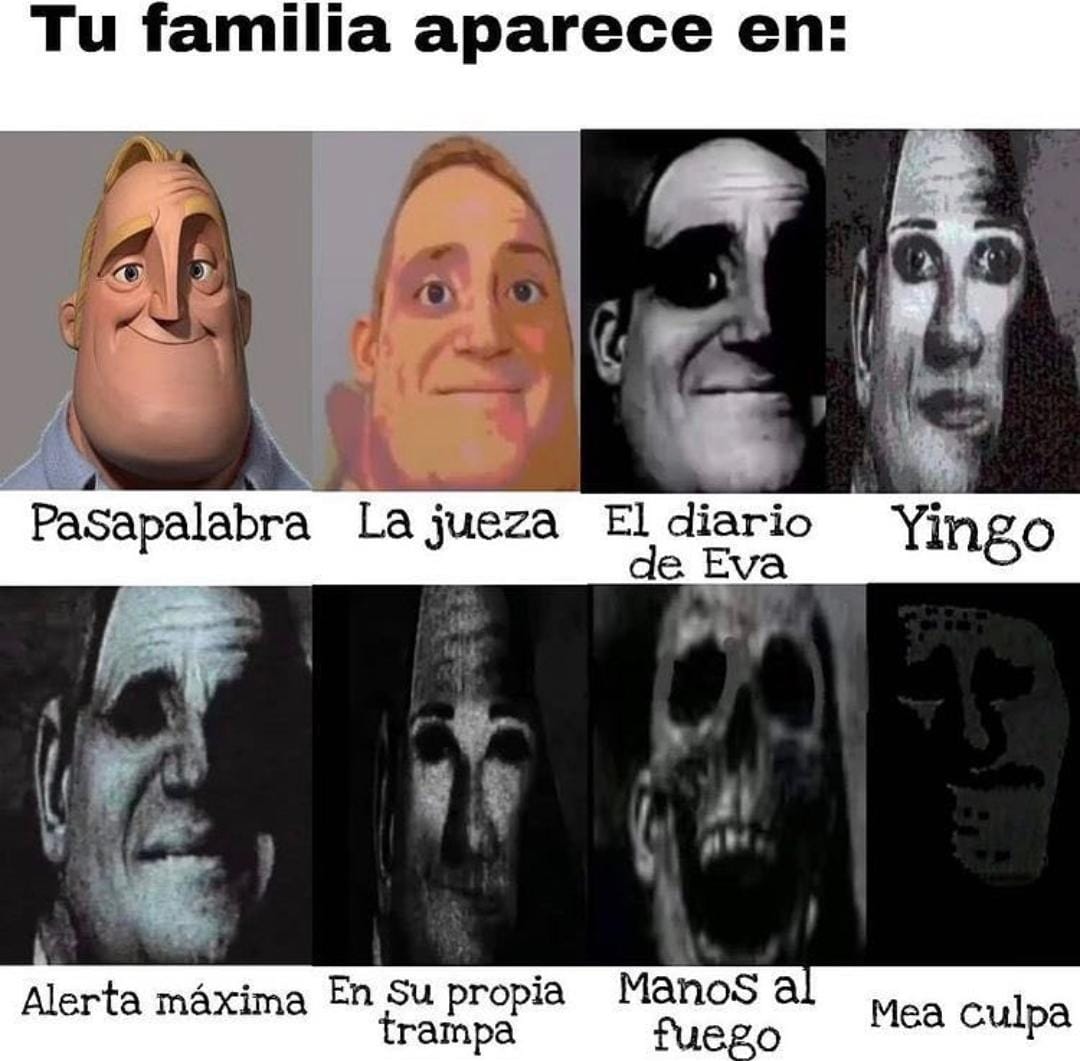 Tu familia aparece en:
Pasapalabra
La jueza
El diario
de Eva
Yingo
Alerta máxima
En su propia
trampa
Manos al
fuego
Mea culpa